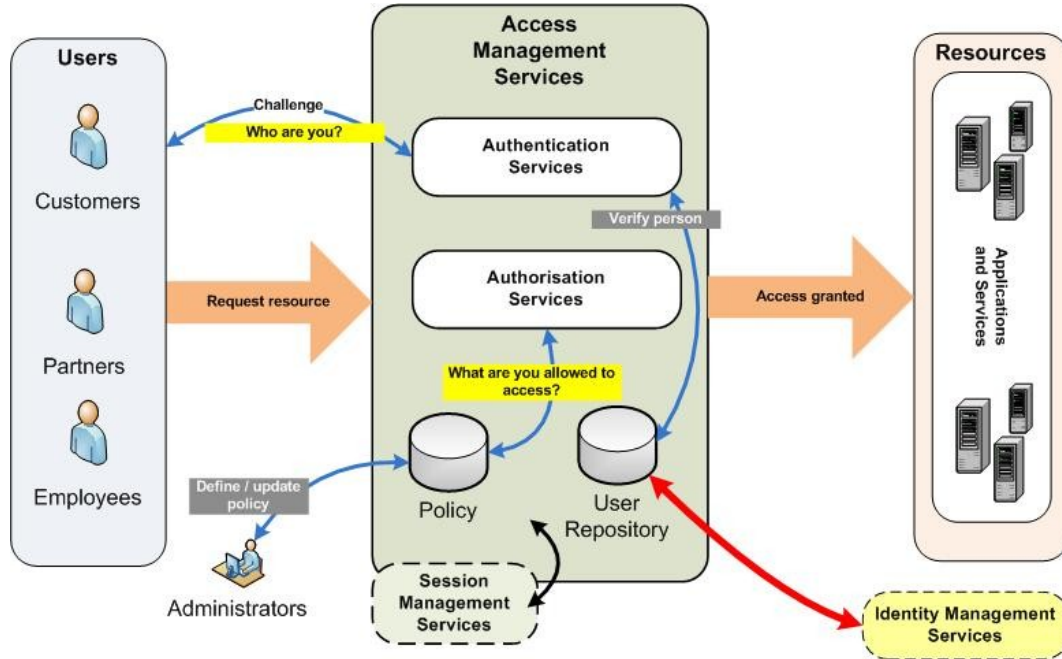 Users
Customers
Partners
Employees
Challenge
Who are you?
Request resource
Define / update
policy
Administrators
Access
Management
Services
Authentication
Services
Verify person
Authorisation
Services
What are you allowed to
access?
Policy
User
Repository
Session
Management
Services
Access granted
Resources
Applications
and Services
Identity Management
Services